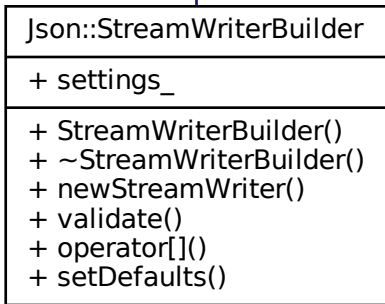 Json::StreamWriterBuilder
+ settings_
+ StreamWriterBuilder()
+ ~StreamWriterBuilder()
+ newStreamWriter()
+ validate()
+ operator[]()
+ setDefaults()